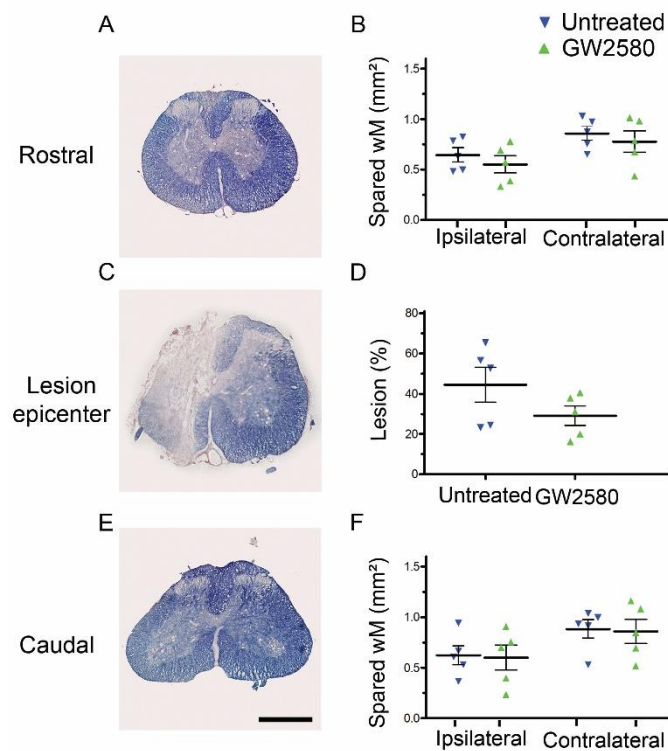 A
B
Untreated
GW2580
Rostral
Spared wM (mm²)
1.5
1.0
0.5
0.0
Ipsilateral Contralateral
C
D
Lesion
epicenter
Lesion (%)
80
60
40
20
0
Untreated GW2580
E
F
Caudal
Spared wM (mm²)
1.5
1.0
0.5
0.0
Ipsilateral Contralateral